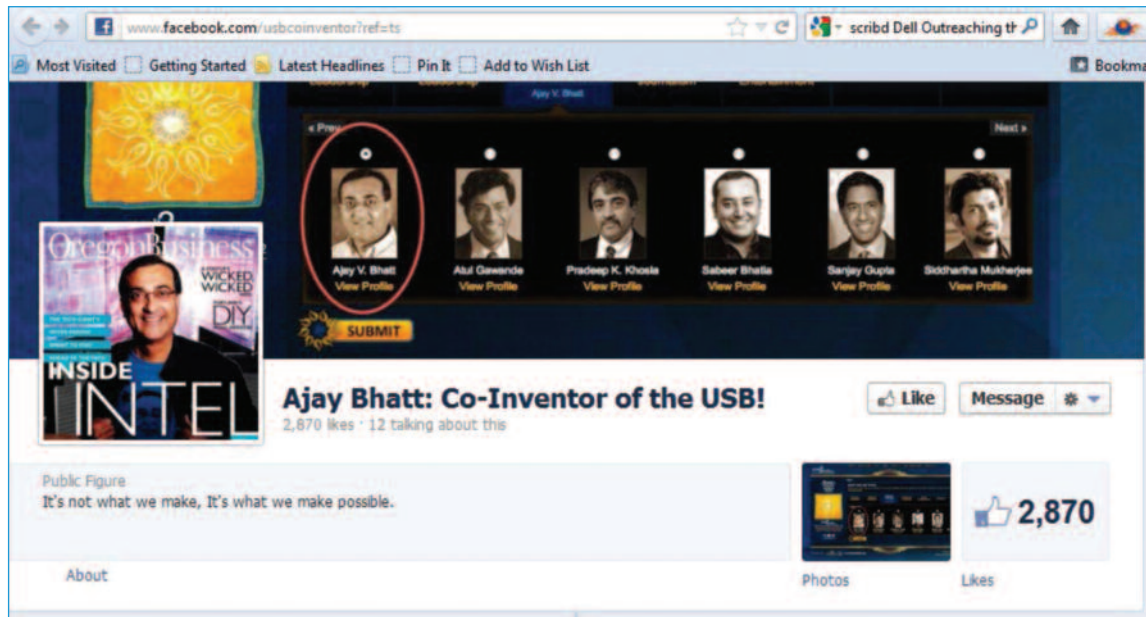 www.facebook.com/usbcoinventor?ref=ts
scribd Dell Outreaching th
Most Visited Getting Started Latest Headlines Pin It Add to Wish List
Bookma
Ajay V. Bhatt
« Prev
Next »
Ajay V. Bhatt
Atul Gawande
Pradeep K. Khosla
Sabeer Bhatia
Sanjay Gupta
Siddhartha Mukherjee
View Profile
View Profile
View Profile
View Profile
View Profile
View Profile
SUBMIT
OregonBusiness
WICKED,
WICKED
DIY
INSIDE
INTEL
Ajay Bhatt: Co-Inventor of the USB!
2,870 likes · 12 talking about this
Like
Message
Public Figure
It's not what we make, It's what we make possible.
2,870
About
Photos
Likes